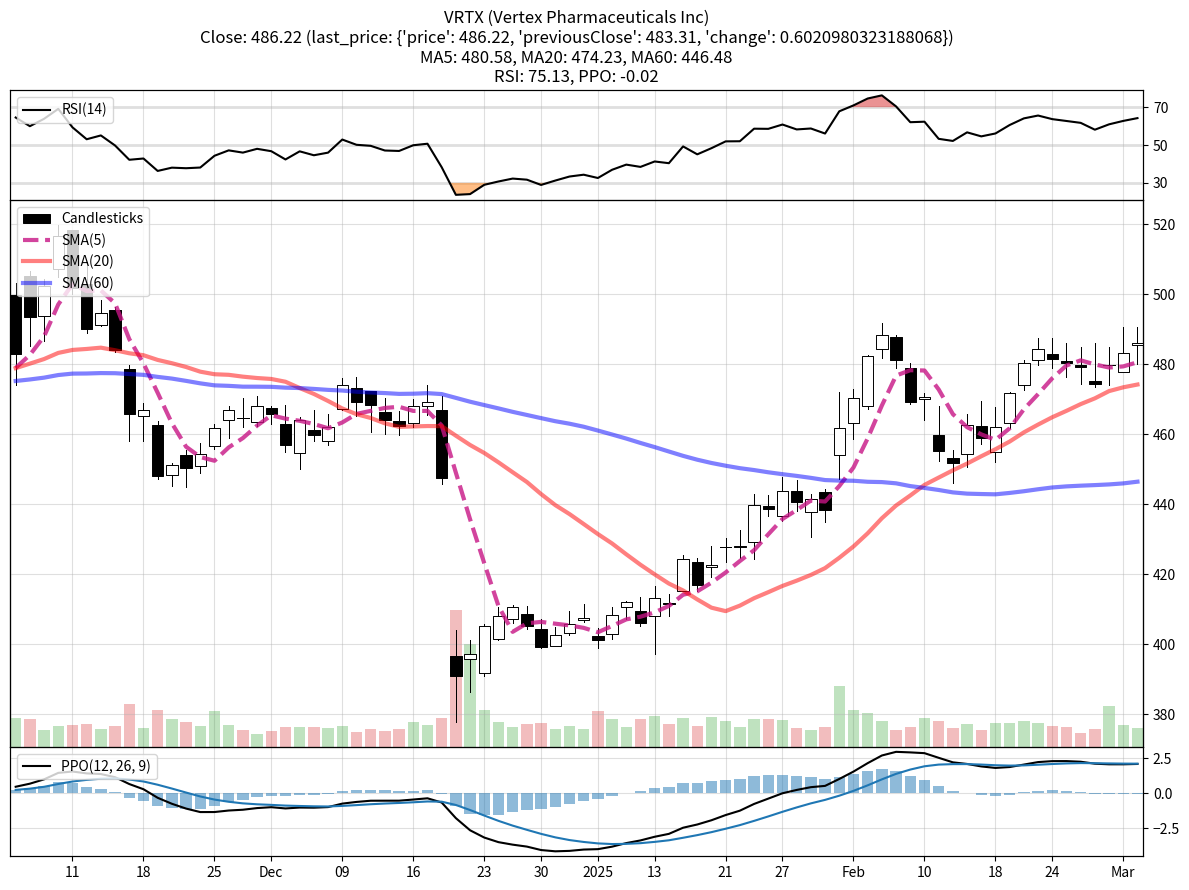 VRTX (Vertex Pharmaceuticals Inc)
Close: 486.22 (last_price: {'price': 486.22, 'previousClose': 483.31, 'change': 0.6020980323188068})
MA5: 480.58, MA20: 474.23, MA60: 446.48
RSI: 75.13, PPO: -0.02
RSI(14)
70
50
30
Candlesticks
SMA(5)
SMA(20)
SMA(60)
520
500
480
460
440
420
400
380
PPO(12, 26, 9)
2.5
0.0
−2.5
11 18 25 Dec 09 16 23 30 2025 13 21 27 Feb 10 18 24 Mar